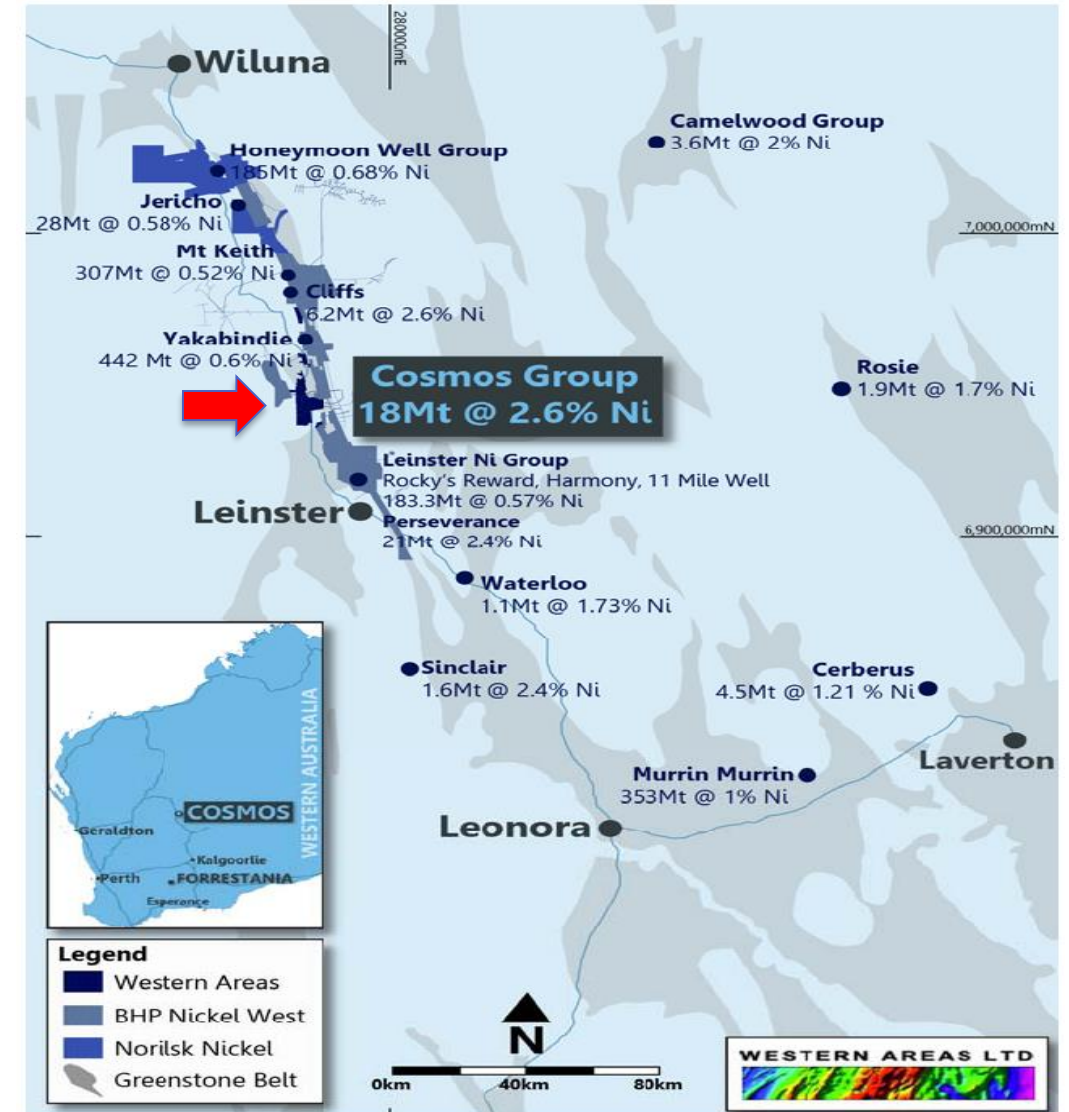 280000mE
Wiluna
Camelwood Group
3.6Mt @ 2% Ni
Honeymoon Well Group
185Mt @ 0.68% Ni
Jericho
28Mt @ 0.58% Ni
7,000,000mN
Mt Keith
307Mt @ 0.52% Ni
Cliffs
6.2Mt @ 2.6% Ni
Yakabindie
442 Mt @ 0.6% Ni
Rosie
1.9Mt @ 1.7% Ni
Cosmos Group
18Mt @ 2.6% Ni
Leinster Ni Group
Rocky's Reward, Harmony, 11 Mile Well
183.3Mt @ 0.57% Ni
Leinster
Perseverance
21Mt @ 2.4% Ni
6,900,000mN
Waterloo
1.1Mt @ 1.73% Ni
Sinclair
1.6Mt @ 2.4% Ni
Cerberus
4.5Mt @ 1.21 % Ni
Laverton
Murrin Murrin
353Mt @ 1% Ni
Leonora
WESTERN AUSTRALIA
COSMOS
Geraldton
Kalgoorlie
Perth
FORRESTANIA
Esperance
Legend
Western Areas
BHP Nickel West
Norilsk Nickel
Greenstone Belt
N
0km 40km 80km
WESTERN AREAS LTD